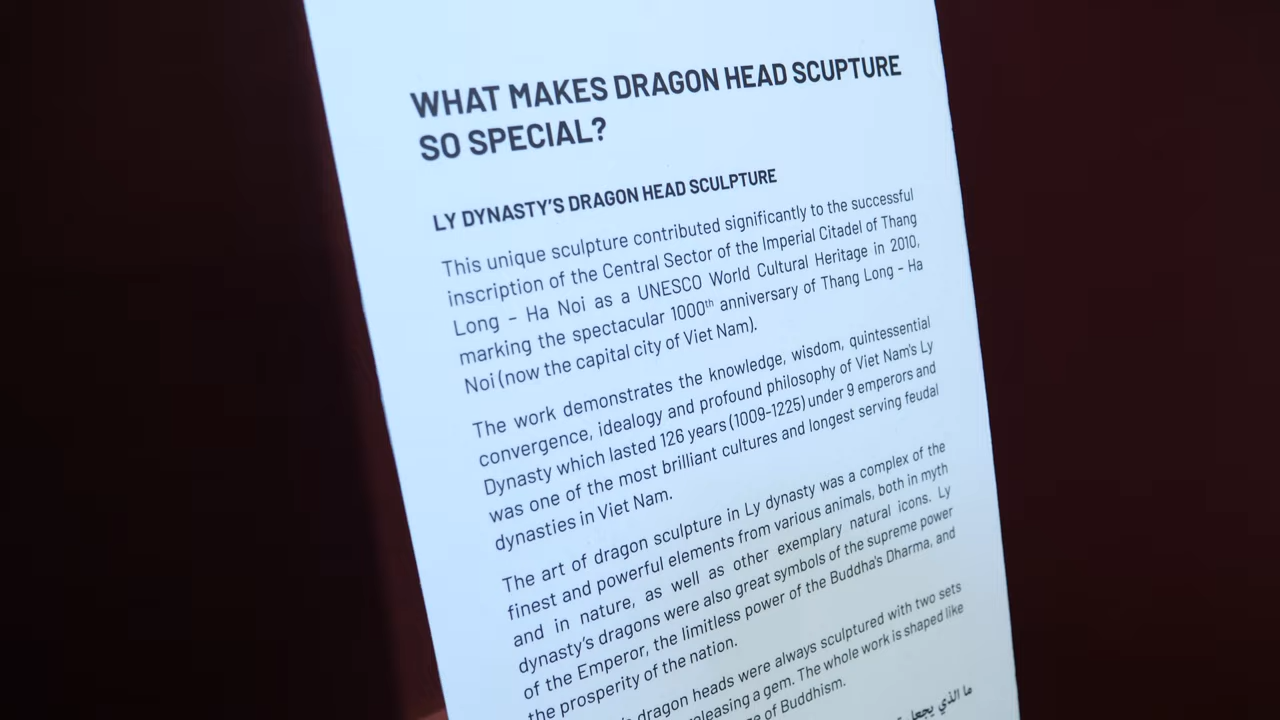 WHAT MAKES DRAGON HEAD SCUPTURE
SO SPECIAL?
LY DYNASTY'S DRAGON HEAD SCULPTURE
This unique sculpture contributed significantly to the successful
inscription of the Central Sector of the Imperial Citadel of Thang
Long – Ha Noi as a UNESCO World Cultural Heritage in 2010,
marking the spectacular 1000th anniversary of Thang Long – Ha
Noi (now the capital city of Viet Nam).
The work demonstrates the knowledge, wisdom, quintessential
convergence, idealogy and profound philosophy of Viet Nam's Ly
Dynasty which lasted 126 years (1009-1225) under 9 emperors and
was one of the most brilliant cultures and longest serving feudal
dynasties in Viet Nam.
The art of dragon sculpture in Ly dynasty was a complex of the
finest and powerful elements from various animals, both in myth
and in nature, as well as other exemplary natural icons. Ly
dynasty's dragons were also great symbols of the supreme power
of the Emperor, the limitless power of the Buddha's Dharma, and
the prosperity of the nation.
dragon heads were always sculptured with two sets
releasing a gem. The whole work is shaped like
of Buddhism.
ما الذي يجعل